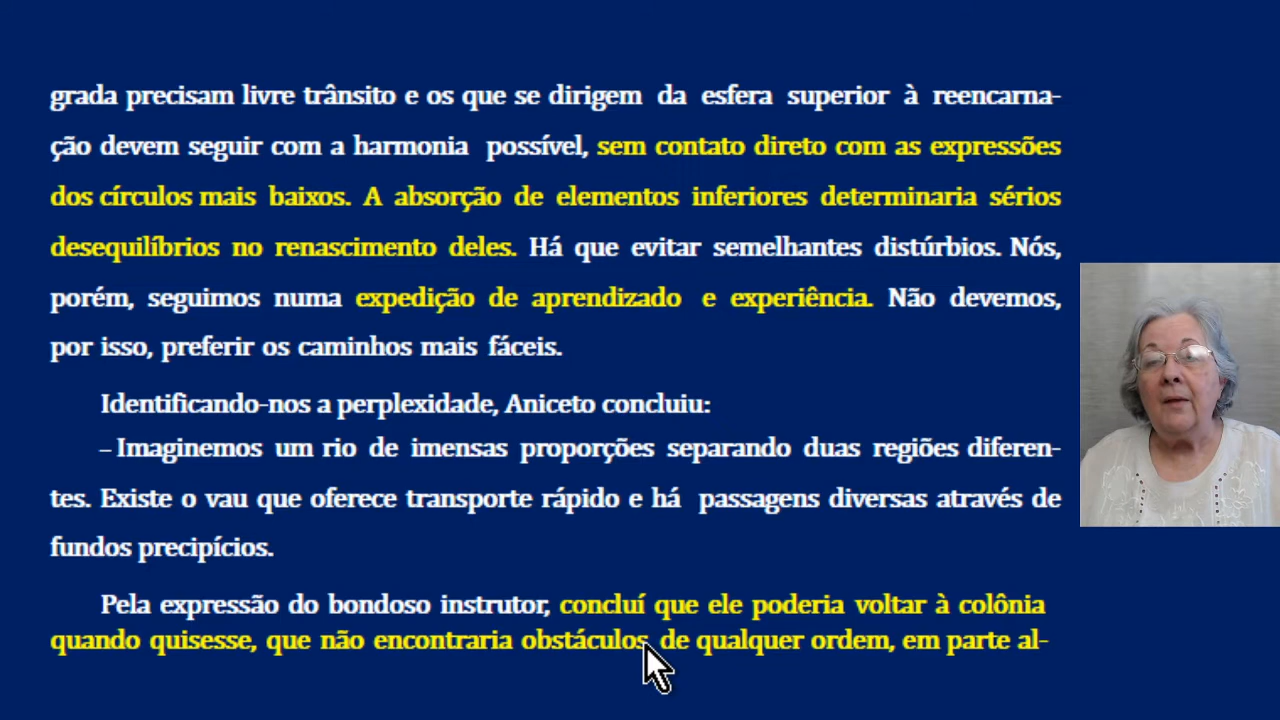 grada precisam livre trânsito e os que se dirigem da esfera superior à reencarna-
ção devem seguir com a harmonia possível, sem contato direto com as expressões
dos círculos mais baixos. A absorção de elementos inferiores determinaria sérios
desequilíbrios no renascimento deles. Há que evitar semelhantes distúrbios. Nós,
porém, seguimos numa expedição de aprendizado e experiência. Não devemos,
por isso, preferir os caminhos mais fáceis.
Identificando-nos a perplexidade, Aniceto concluiu:
– Imaginemos um rio de imensas proporções separando duas regiões diferen-
tes. Existe o vau que oferece transporte rápido e há passagens diversas através de
fundos precipícios.
Pela expressão do bondoso instrutor, concluí que ele poderia voltar à colônia
quando quisesse, que não encontraria obstáculos de qualquer ordem, em parte al-